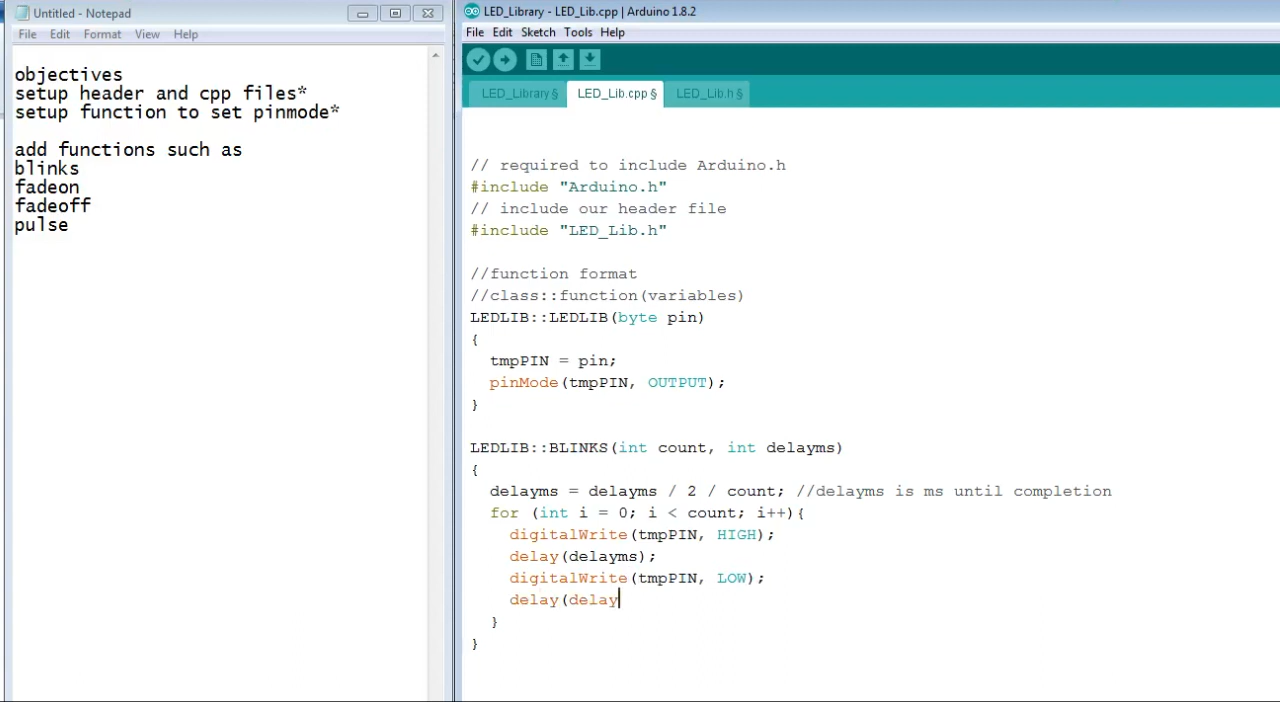 Untitled - Notepad
File Edit Format View Help
objectives
setup header and cpp files*
setup function to set pinmode*
add functions such as
blinks
fadeon
fadeoff
pulse
LED_Library - LED_Lib.cpp | Arduino 1.8.2
File Edit Sketch Tools Help
LED_Library § LED_Lib.cpp § LED_Lib.h §
// required to include Arduino.h
#include "Arduino.h"
// include our header file
#include "LED_Lib.h"
//function format
//class::function(variables)
LEDLIB::LEDLIB(byte pin)
{
tmpPIN = pin;
pinMode(tmpPIN, OUTPUT);
}
LEDLIB::BLINKS(int count, int delayms)
{
delayms = delayms / 2 / count; //delayms is ms until completion
for (int i = 0; i < count; i++){
digitalWrite(tmpPIN, HIGH);
delay(delayms);
digitalWrite(tmpPIN, LOW);
delay(delay
}
}